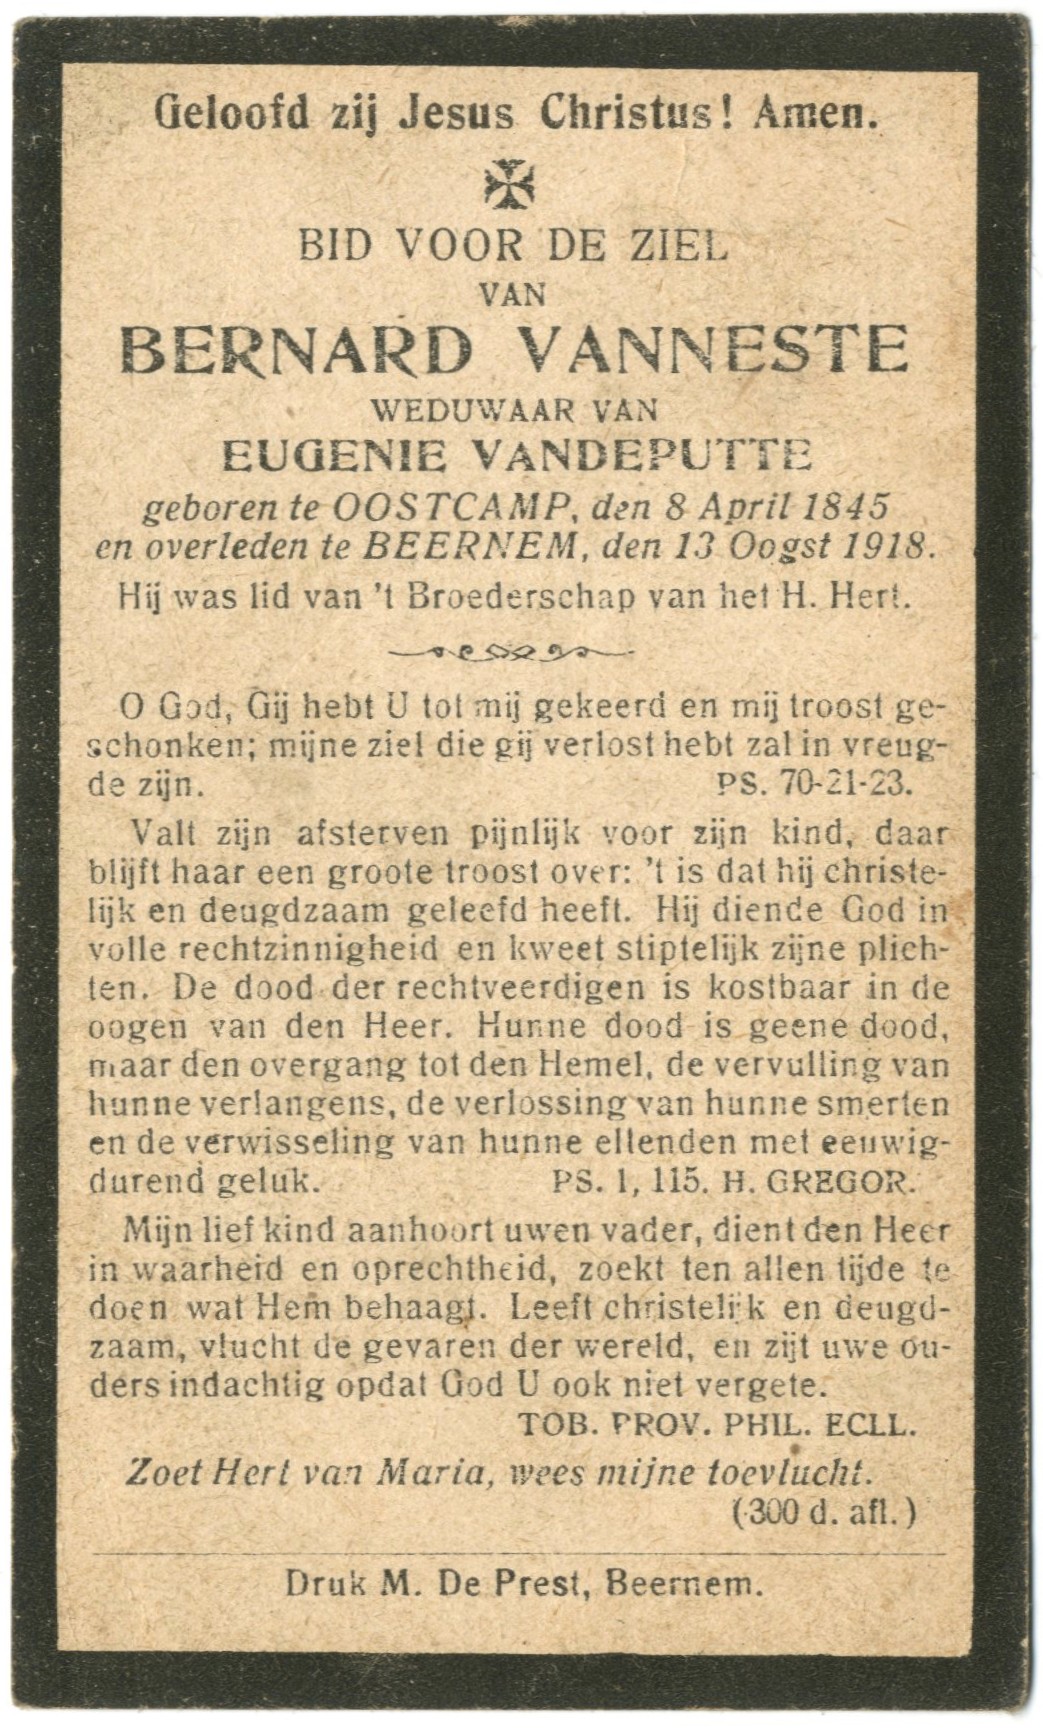 Geloofd zij Jesus Christus! Amen.
BID VOOR DE ZIEL
VAN
BERNARD VANNESTE
WEDUWAAR VAN
EUGENIE VANDEPUTTE
geboren te OOSTCAMP, den 8 April 1845
en overleden te BEERNEM, den 13 Oogst 1918.
Hij was lid van 't Broederschap van het H. Hert.
O God, Gij hebt U tot mij gekeerd en mij troost ge-
schonken; mijne ziel die gij verlost hebt zal in vreug-
de zijn. PS. 70-21-23.
Valt zijn afsterven pijnlijk voor zijn kind, daar
blijft haar een groote troost over: 't is dat hij christe-
lijk en deugdzaam geleefd heeft. Hij diende God in
volle rechtzinnigheid en kweet stiptelijk zijne plich-
ten. De dood der rechtveerdigen is kostbaar in de
oogen van den Heer. Hunne dood is geene dood,
maar den overgang tot den Hemel, de vervulling van
hunne verlangens, de verlossing van hunne smerten
en de verwisseling van hunne ellenden met eeuwig-
durend geluk. PS. 1, 115. H. GREGOR.
Mijn lief kind aanhoort uwen vader, dient den Heer
in waarheid en oprechtheid, zoekt ten allen tijde te
doen wat Hem behaagt. Leeft christelijk en deugd-
zaam, vlucht de gevaren der wereld, en zijt uwe ou-
ders indachtig opdat God U ook niet vergete.
TOB. PROV. PHIL. ECLL.
Zoet Hert van Maria, wees mijne toevlucht.
(300 d. afl.)
Druk M. De Prest, Beernem.